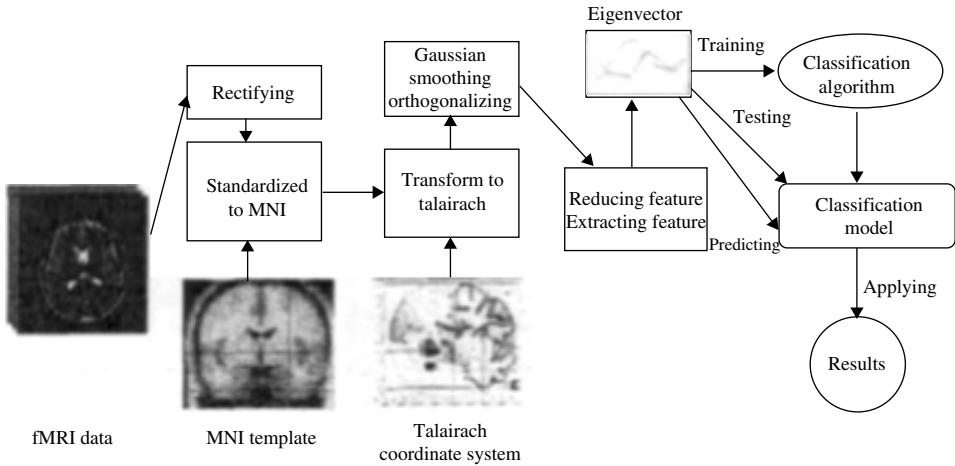 Eigenvector
Training
Classification
algorithm
Gaussian
smoothing
orthogonalizing
Rectifying
Testing
Standardized
to MNI
Transform to
talairach
Reducing feature
Extracting feature
Classification
model
Predicting
Applying
Results
fMRI data
MNI template
Talairach
coordinate system